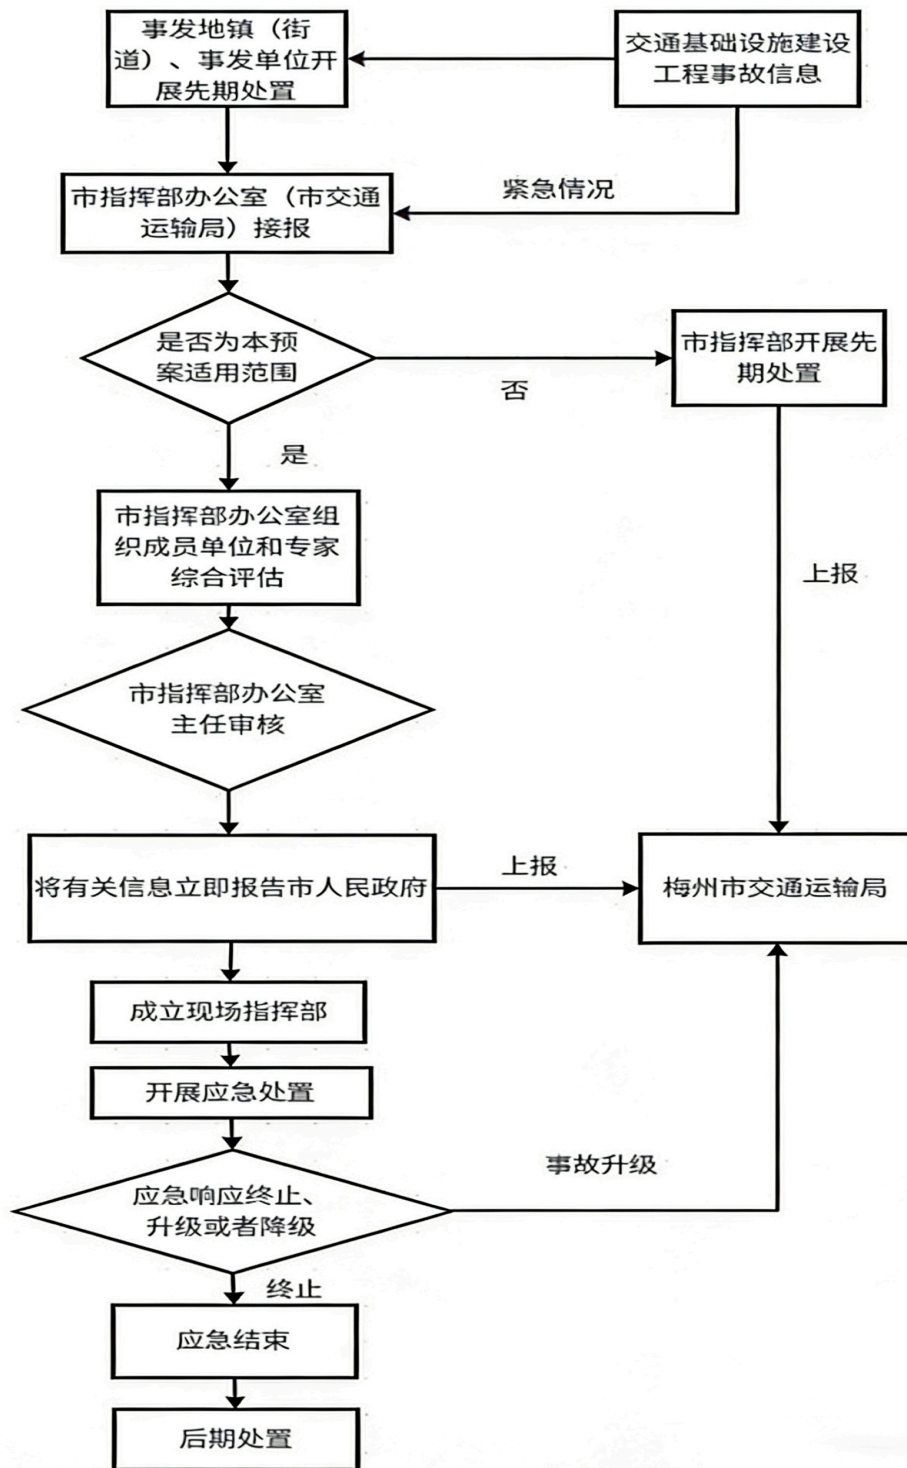 事发地镇（街
道）、事发单位开
展先期处置
交通基础设施建设
工程事故信息
紧急情况
市指挥部办公室（市交通
运输局）接报
是否为本预
案适用范围
否
市指挥部开展先
期处置
是
市指挥部办公室组
织成员单位和专家
综合评估
上报
市指挥部办公室
主任审核
将有关信息立即报告市人民政府
上报
梅州市交通运输局
成立现场指挥部
开展应急处置
事故升级
应急响应终止、
升级或者降级
终止
应急结束
后期处置